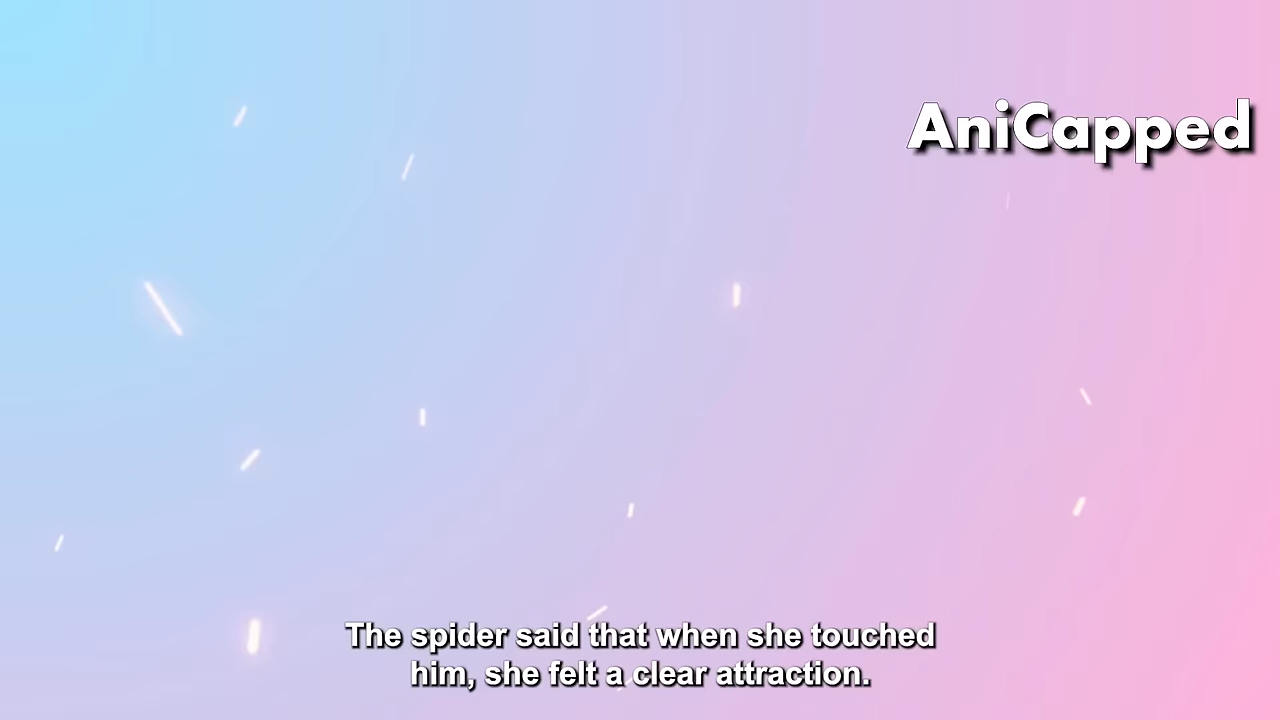 AniCapped
The spider said that when she touched
him, she felt a clear attraction.